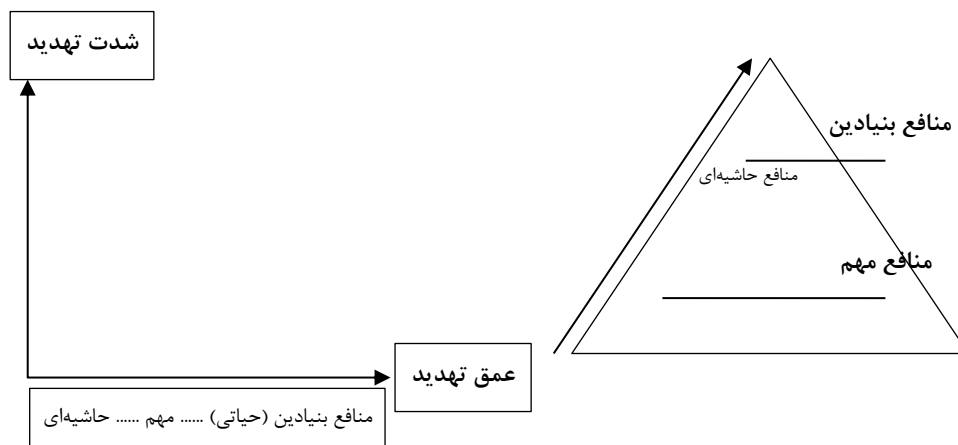 شدت تهدید
منافع بنیادین
منافع حاشیه‌ای
منافع مهم
عمق تهدید
منافع بنیادین (حیاتی) ...... مهم ...... حاشیه‌ای